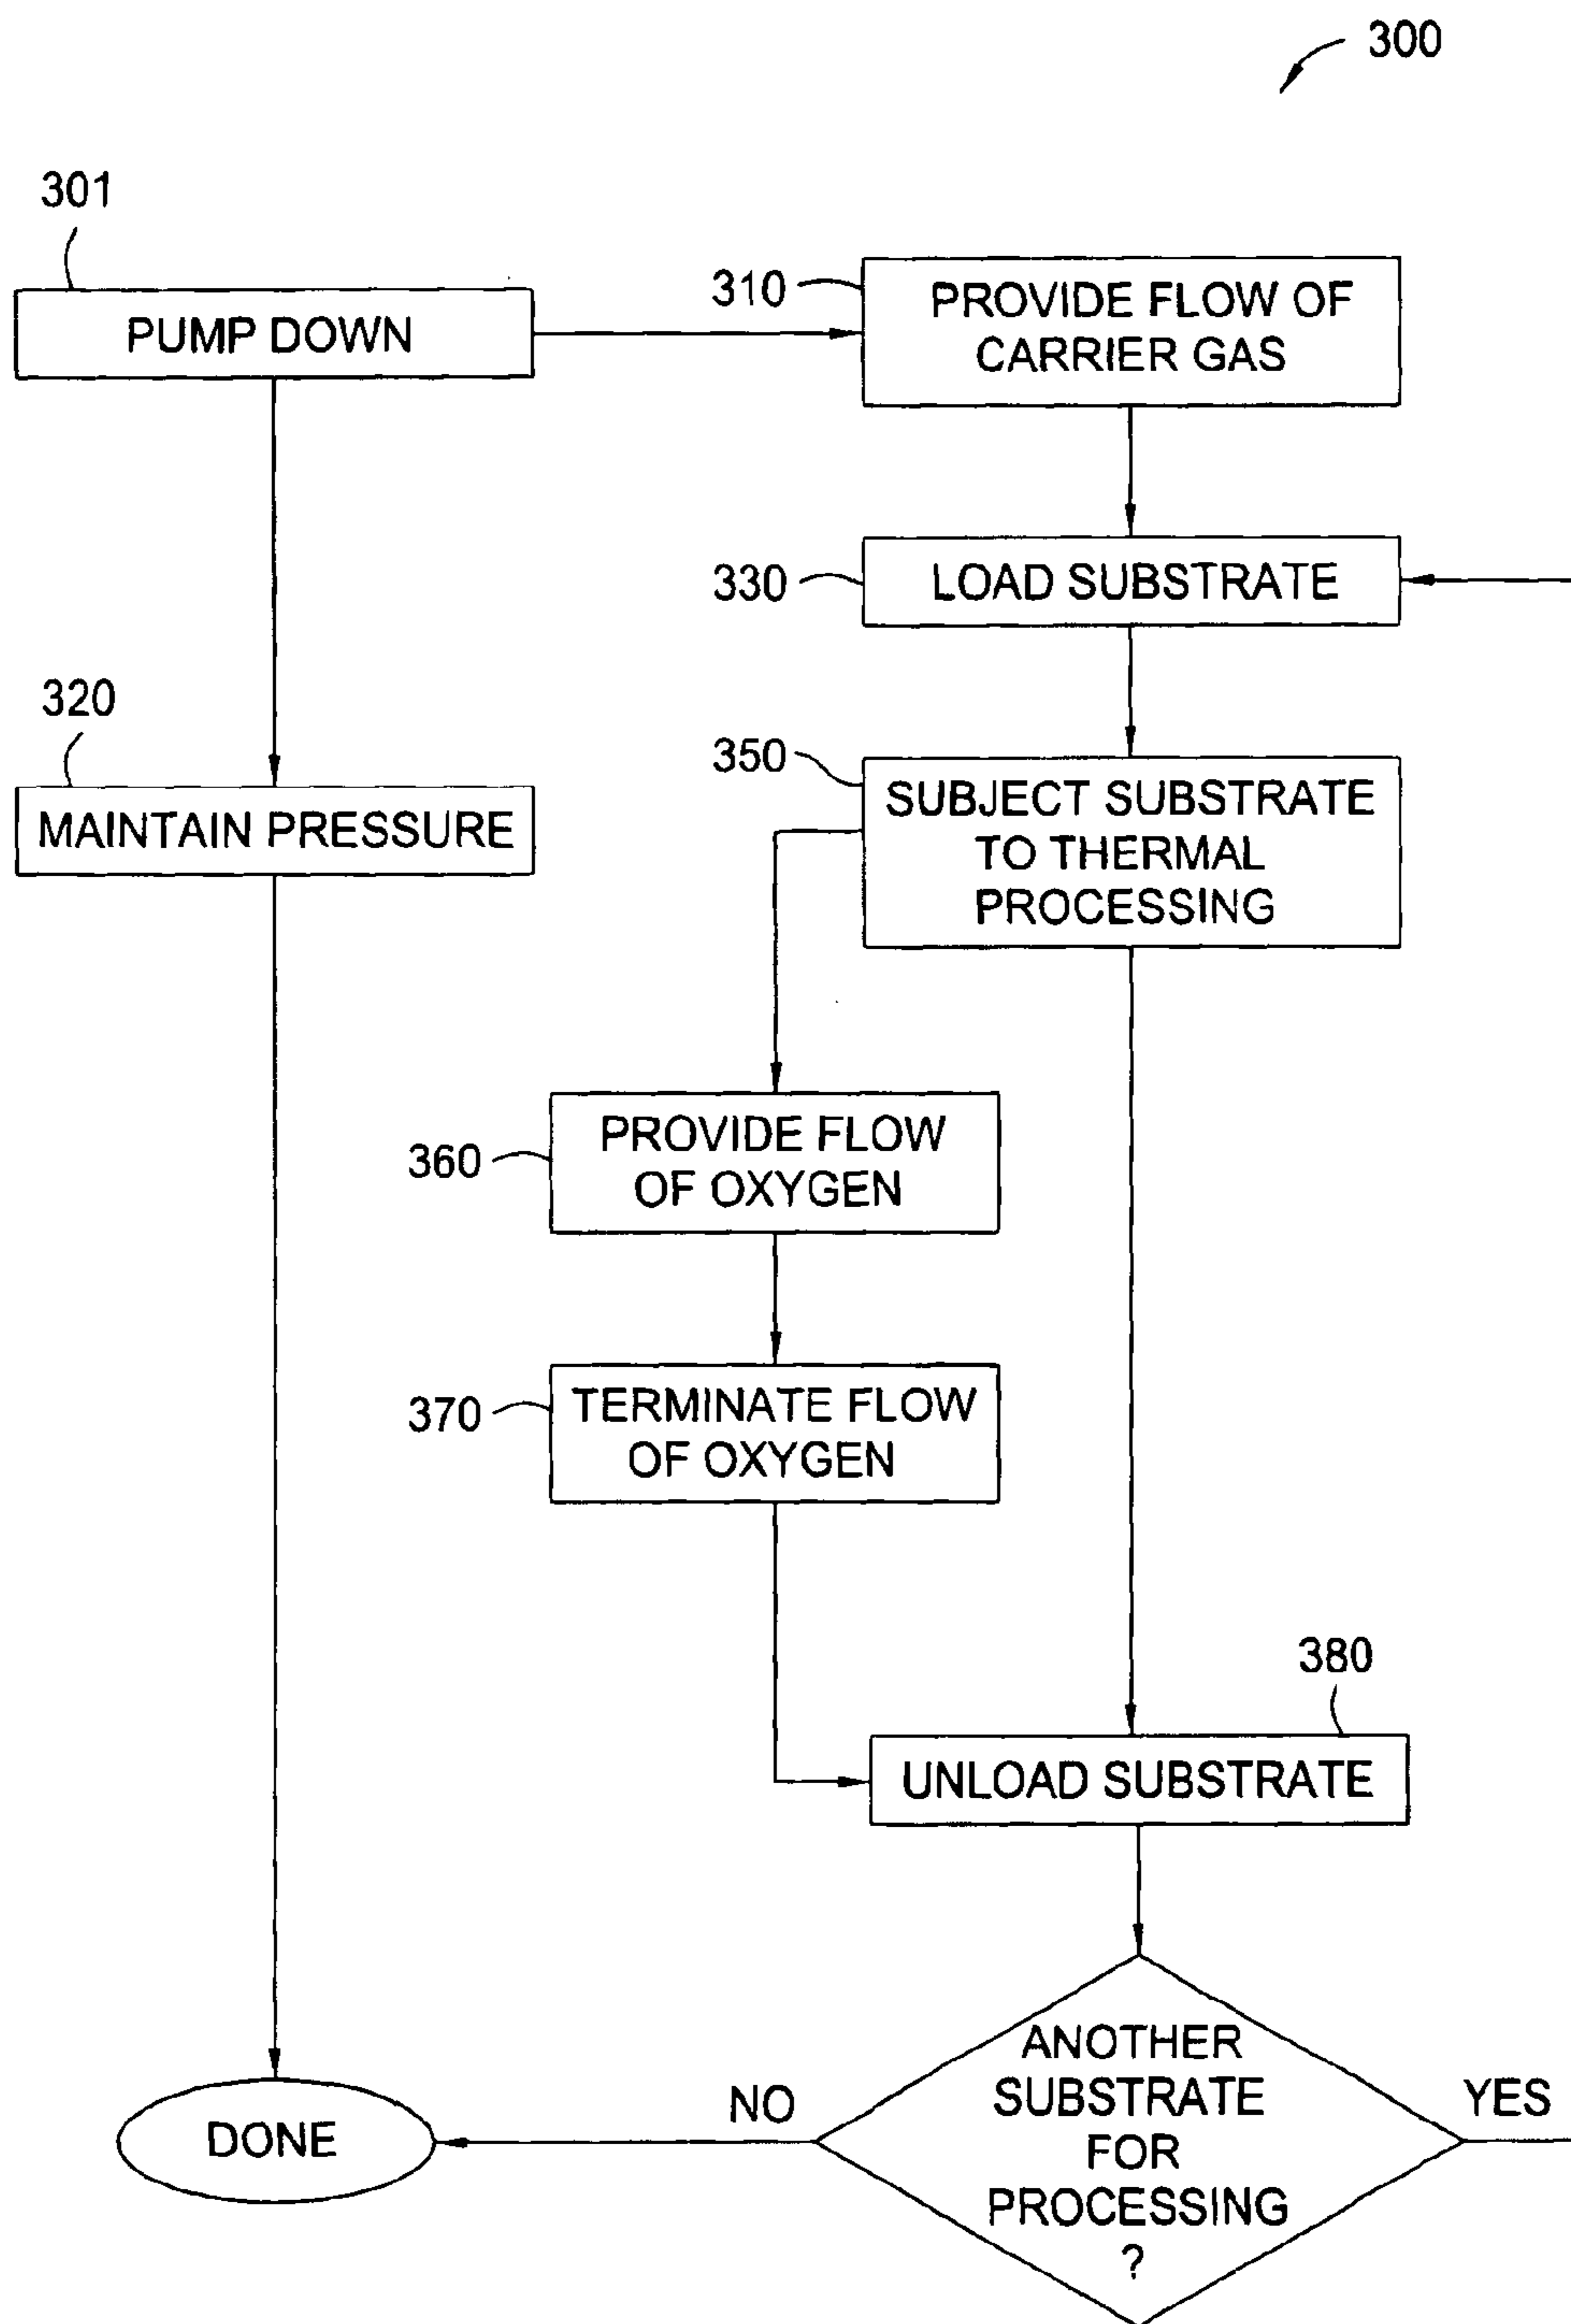 300
301
PUMP DOWN
310
PROVIDE FLOW OF
CARRIER GAS
330
LOAD SUBSTRATE
320
MAINTAIN PRESSURE
350
SUBJECT SUBSTRATE
TO THERMAL
PROCESSING
360
PROVIDE FLOW
OF OXYGEN
370
TERMINATE FLOW
OF OXYGEN
380
UNLOAD SUBSTRATE
ANOTHER
SUBSTRATE
FOR
PROCESSING
?
NO
YES
DONE